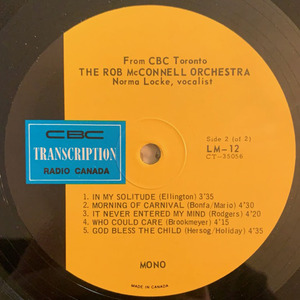 From CBC Toronto
THE ROB McCONNELL ORCHESTRA
Norma Locke, vocalist
Side 2 (of 2)
LM-12
CT-35056
CBC
TRANSCRIPTION
RADIO CANADA
1. IN MY SOLITUDE (Ellington) 3'35
2. MORNING OF CARNIVAL (Bonfa/Mario) 2'30
3. IT NEVER ENTERED MY MIND (Rodgers) 4'20
4. WHO COULD CARE (Brookmeyer) 4'15
5. GOD BLESS THE CHILD (Hersog/Holiday) 4'35
MONO
MADE IN CANADA